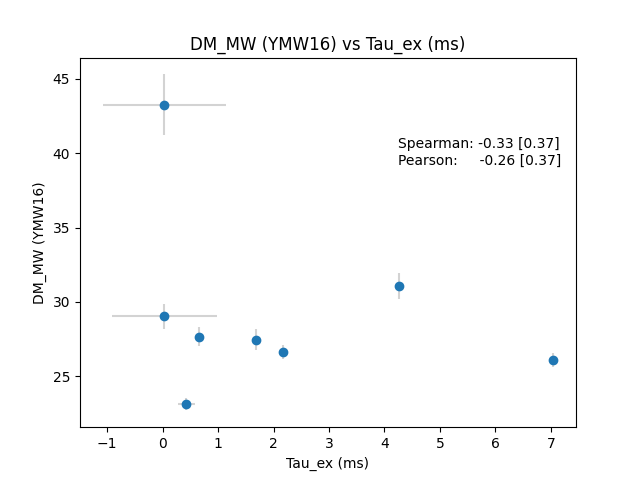 DM_MW (YMW16) vs Tau_ex (ms)
45
40
35
30
25
DM_MW (YMW16)
Spearman: -0.33 [0.37]
Pearson: -0.26 [0.37]
−1 0 1 2 3 4 5 6 7
Tau_ex (ms)